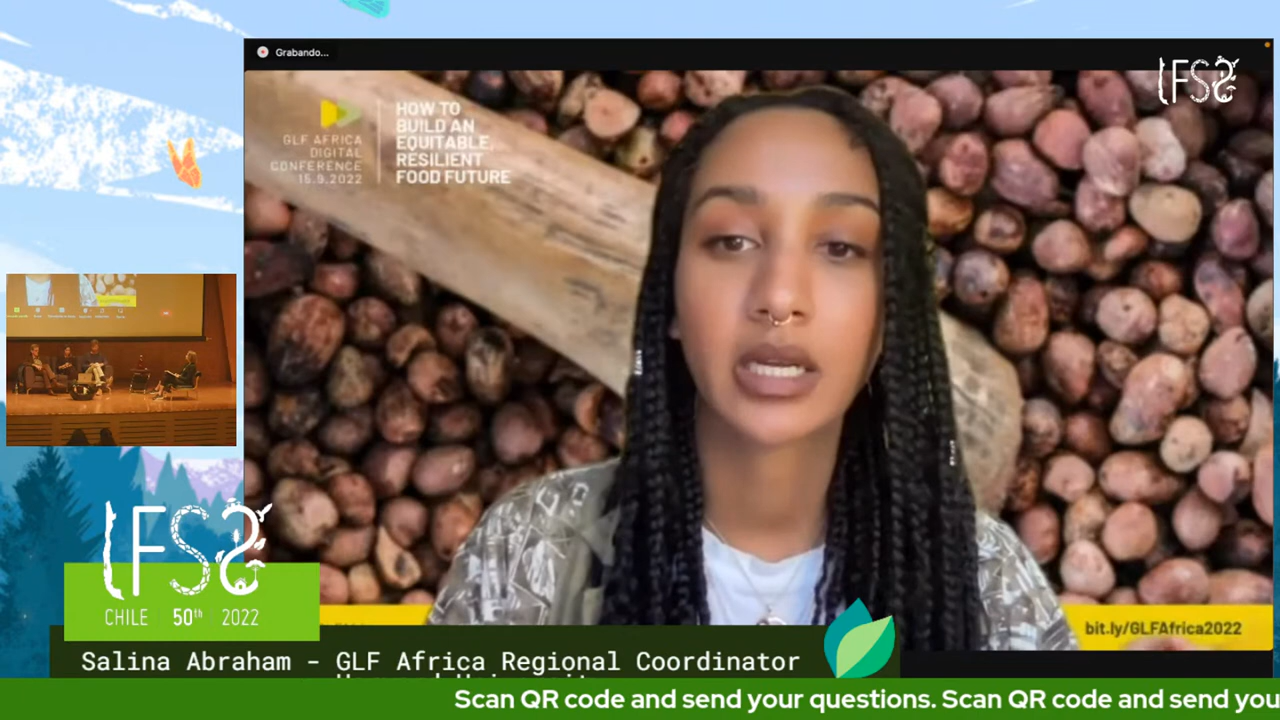 Grabando...
IFSS
GLF AFRICA
DIGITAL
CONFERENCE
15.9.2022
HOW TO
BUILD AN
EQUITABLE,
RESILIENT
FOOD FUTURE
bit.ly/GLFAfrica2022
IFSS
CHILE 50th 2022
Salina Abraham - GLF Africa Regional Coordinator
Scan QR code and send your questions. Scan QR code and send you